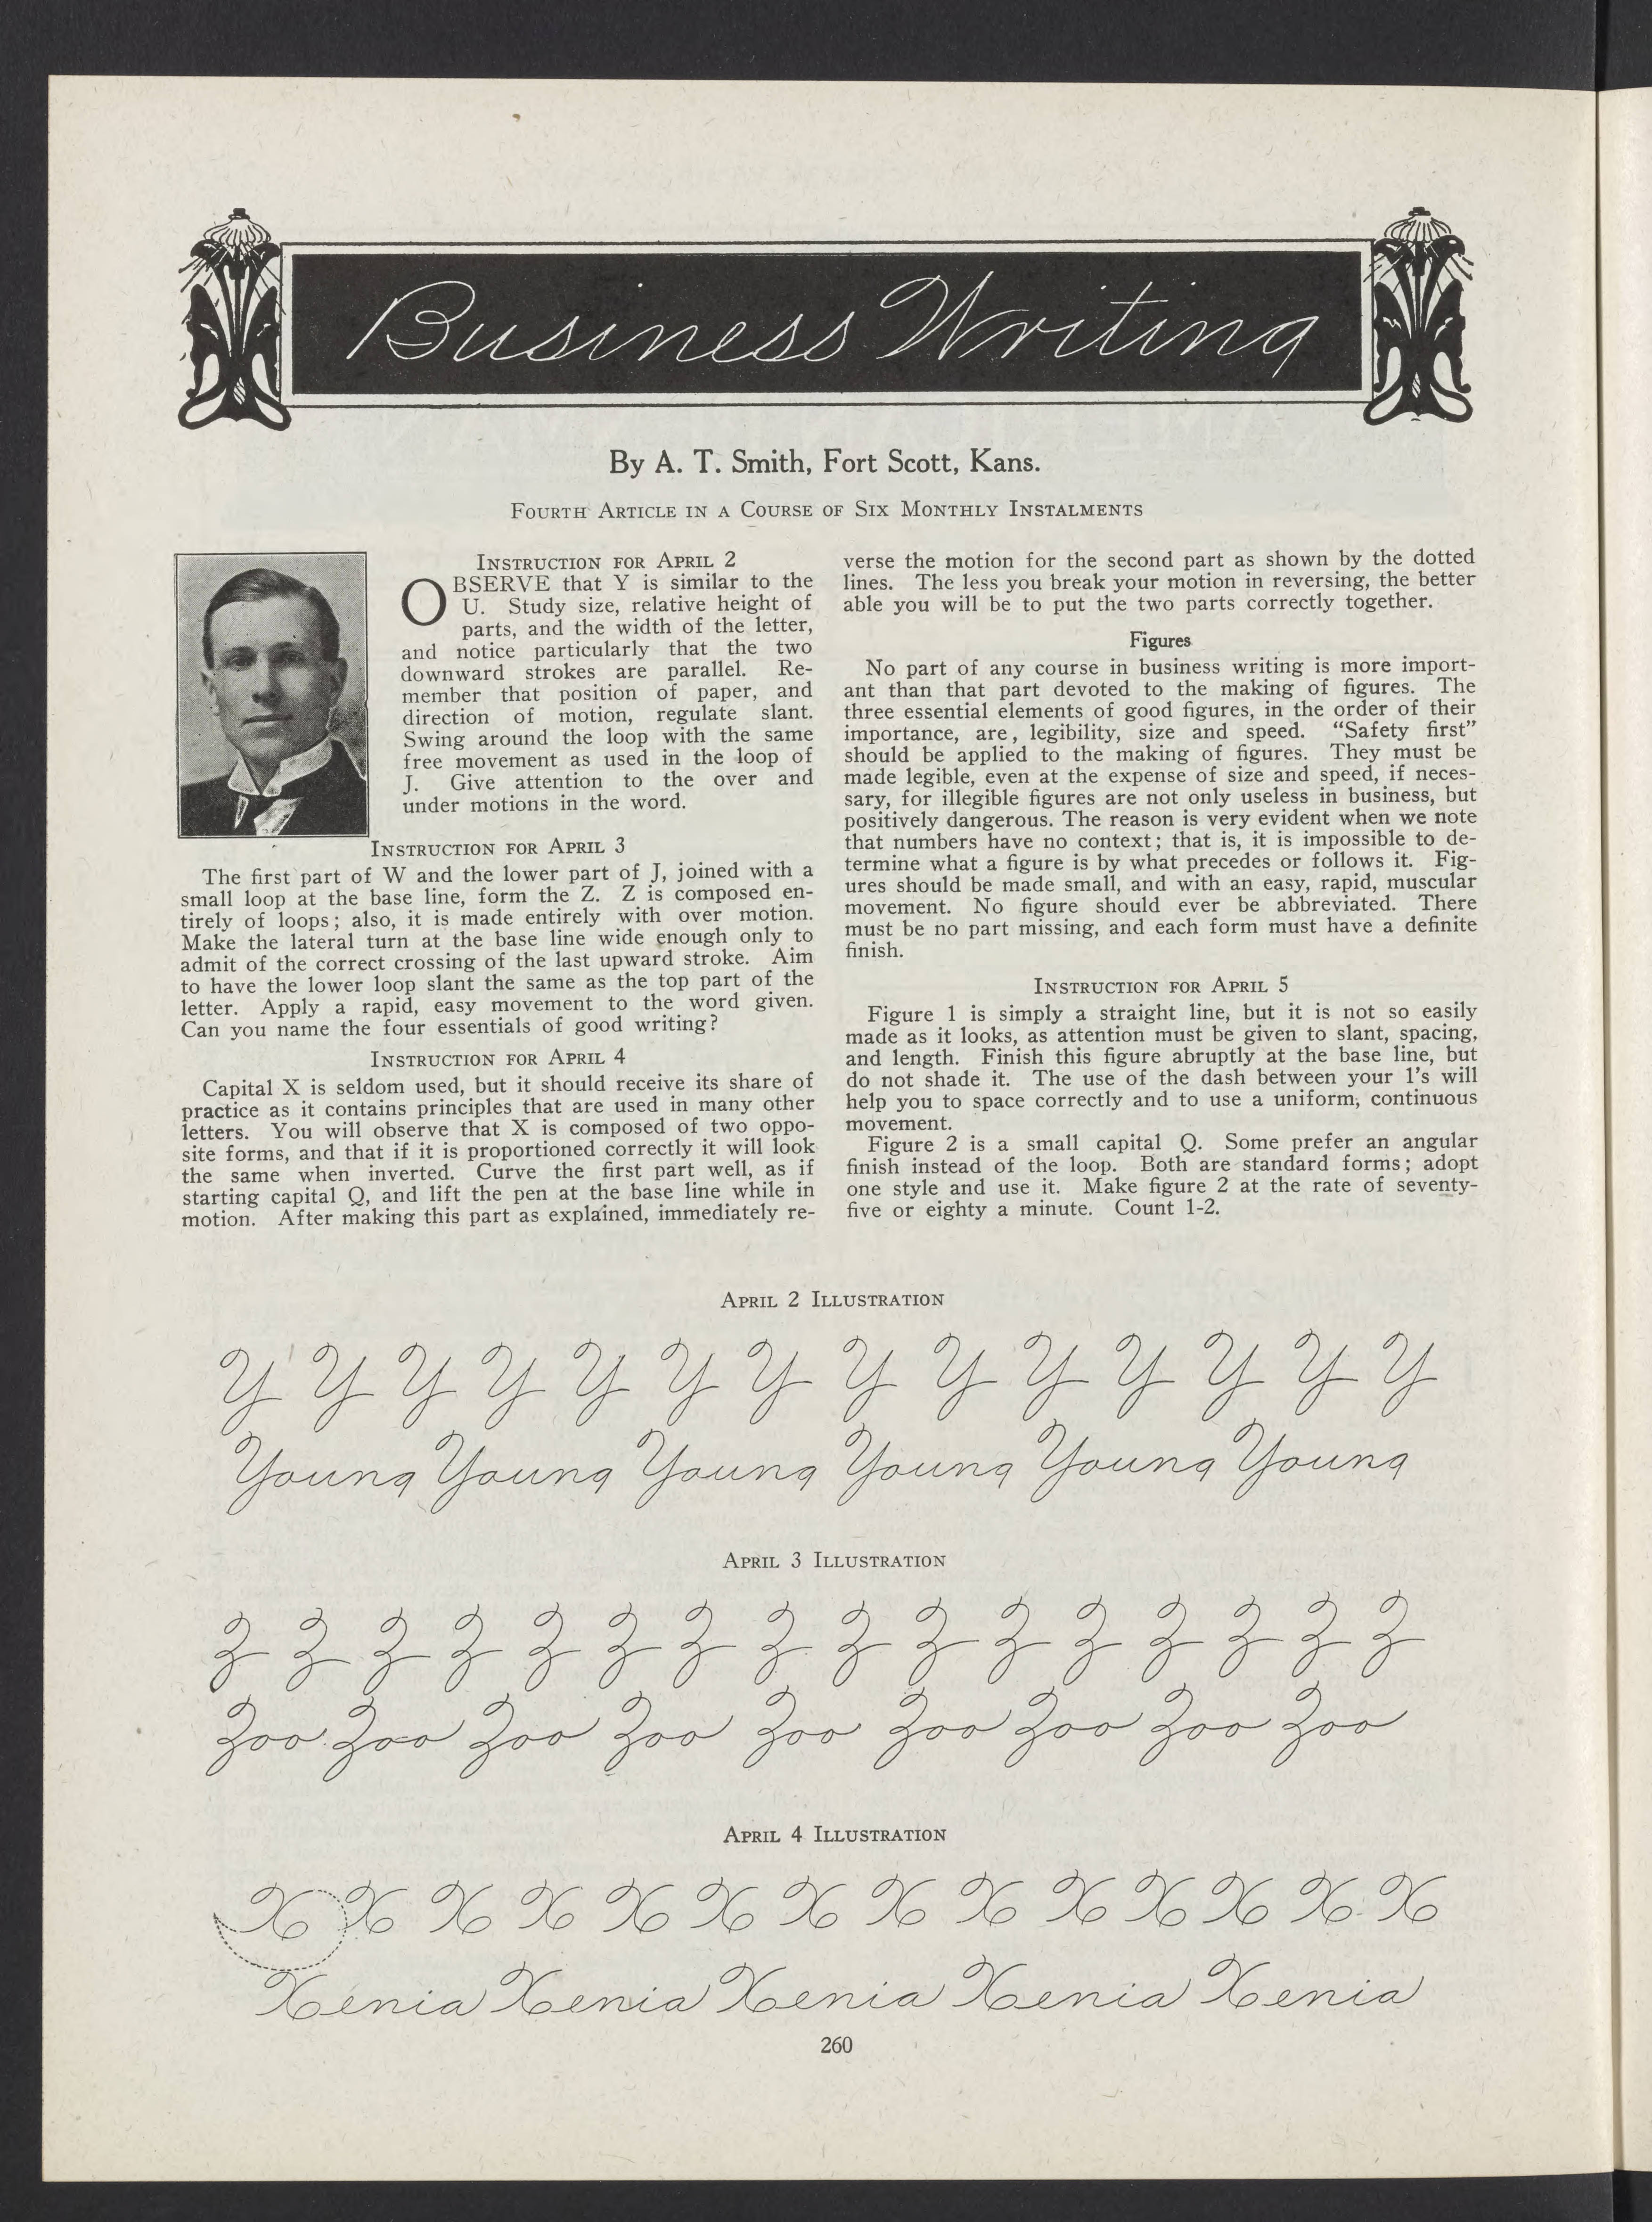 Business Writing
By A. T. Smith, Fort Scott, Kans.
Fourth Article in a Course of Six Monthly Instalments
Instruction for April 2
OBSERVE that Y is similar to the
U. Study size, relative height of
parts, and the width of the letter,
and notice particularly that the two
downward strokes are parallel. Re-
member that position of paper, and
direction of motion, regulate slant.
Swing around the loop with the same
free movement as used in the loop of
J. Give attention to the over and
under motions in the word.
Instruction for April 3
The first part of W and the lower part of J, joined with a
small loop at the base line, form the Z. Z is composed en-
tirely of loops; also, it is made entirely with over motion.
Make the lateral turn at the base line wide enough only to
admit of the correct crossing of the last upward stroke. Aim
to have the lower loop slant the same as the top part of the
letter. Apply a rapid, easy movement to the word given.
Can you name the four essentials of good writing?
Instruction for April 4
Capital X is seldom used, but it should receive its share of
practice as it contains principles that are used in many other
letters. You will observe that X is composed of two oppo-
site forms, and that if it is proportioned correctly it will look
the same when inverted. Curve the first part well, as if
starting capital Q, and lift the pen at the base line while in
motion. After making this part as explained, immediately re-
verse the motion for the second part as shown by the dotted
lines. The less you break your motion in reversing, the better
able you will be to put the two parts correctly together.
Figures
No part of any course in business writing is more import-
ant than that part devoted to the making of figures. The
three essential elements of good figures, in the order of their
importance, are, legibility, size and speed. “Safety first”
should be applied to the making of figures. They must be
made legible, even at the expense of size and speed, if neces-
sary, for illegible figures are not only useless in business, but
positively dangerous. The reason is very evident when we note
that numbers have no context; that is, it is impossible to de-
termine what a figure is by what precedes or follows it. Fig-
ures should be made small, and with an easy, rapid, muscular
movement. No figure should ever be abbreviated. There
must be no part missing, and each form must have a definite
finish.
Instruction for April 5
Figure 1 is simply a straight line, but it is not so easily
made as it looks, as attention must be given to slant, spacing,
and length. Finish this figure abruptly at the base line, but
do not shade it. The use of the dash between your 1’s will
help you to space correctly and to use a uniform, continuous
movement.
Figure 2 is a small capital Q. Some prefer an angular
finish instead of the loop. Both are standard forms; adopt
one style and use it. Make figure 2 at the rate of seventy-
five or eighty a minute. Count 1-2.
April 2 Illustration
Y Y Y Y Y Y Y Y Y Y Y Y Y Y
Young Young Young Young Young Young
April 3 Illustration
Z Z Z Z Z Z Z Z Z Z Z Z Z Z Z Z
Zoo Zoo Zoo Zoo Zoo Zoo Zoo Zoo Zoo
April 4 Illustration
X X X X X X X X X X X X X X
Xenia Xenia Xenia Xenia Xenia
260